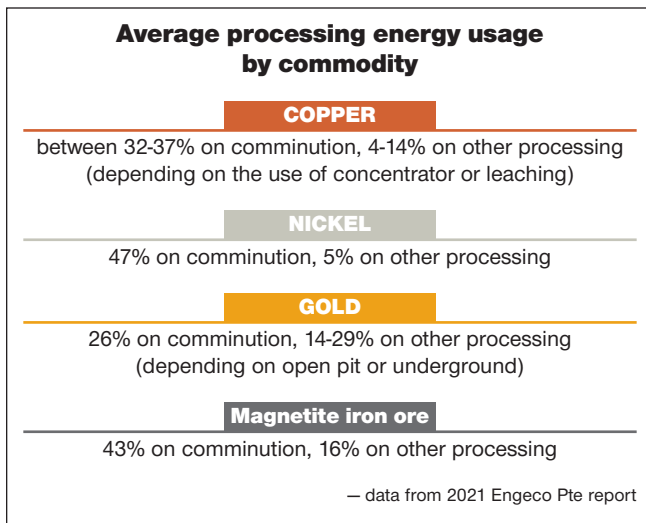 Average processing energy usage
by commodity
COPPER
between 32-37% on comminution, 4-14% on other processing
(depending on the use of concentrator or leaching)
NICKEL
47% on comminution, 5% on other processing
GOLD
26% on comminution, 14-29% on other processing
(depending on open pit or underground)
Magnetite iron ore
43% on comminution, 16% on other processing
— data from 2021 Engeco Pte report